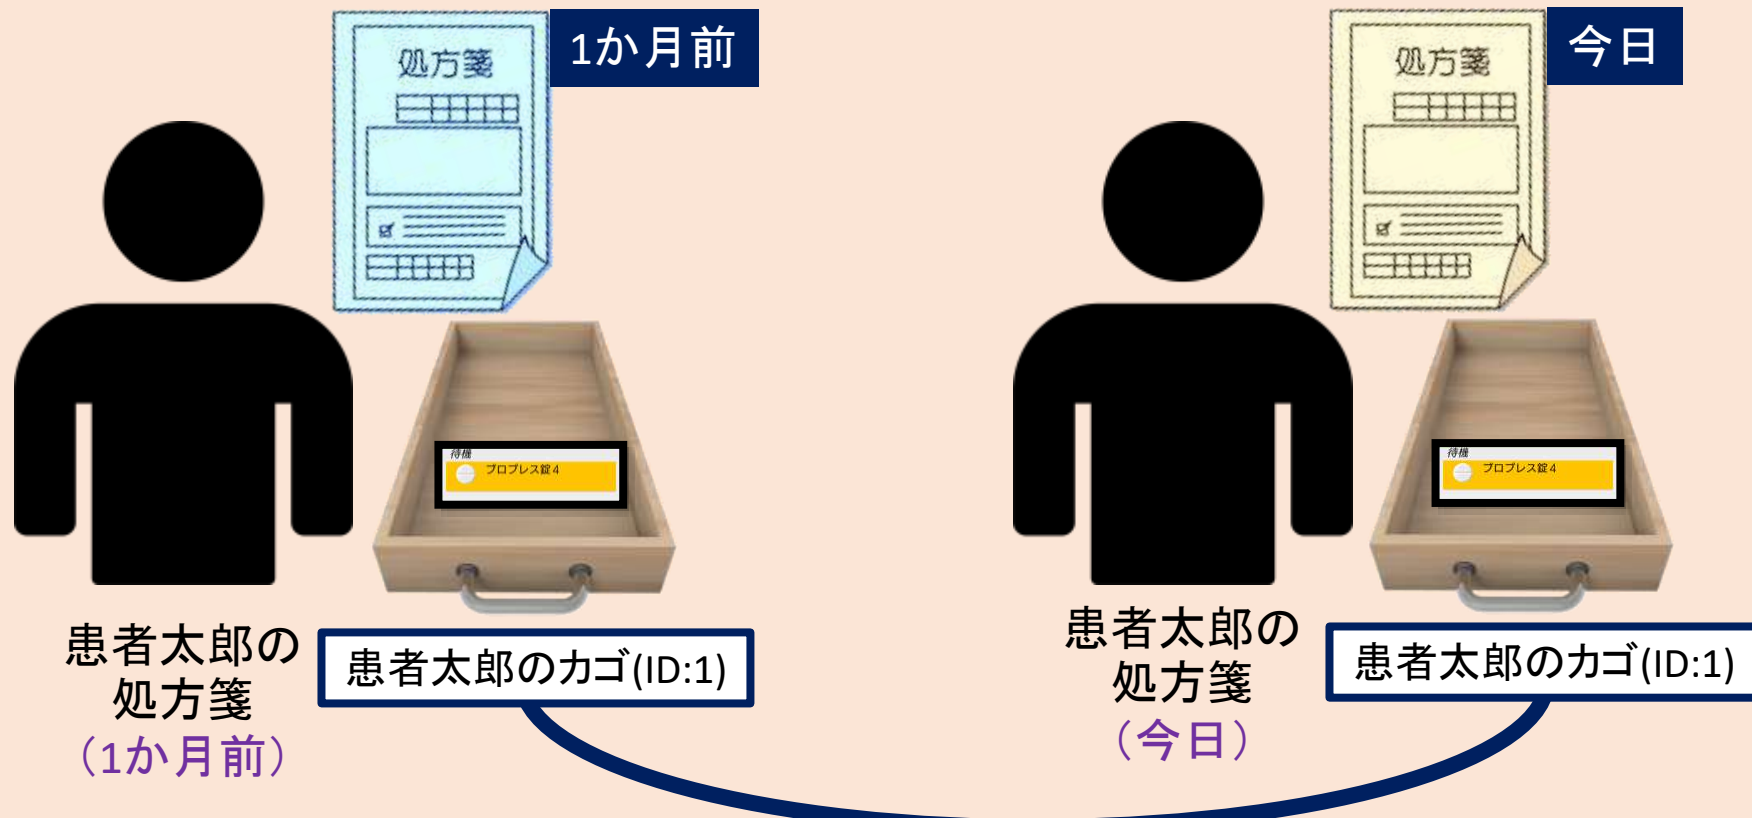 処方箋
1か月前
待機
ブロプレス錠4
患者太郎の
処方箋
（1か月前）
患者太郎のカゴ(ID:1)
処方箋
今日
待機
ブロプレス錠4
患者太郎の
処方箋
（今日）
患者太郎のカゴ(ID:1)